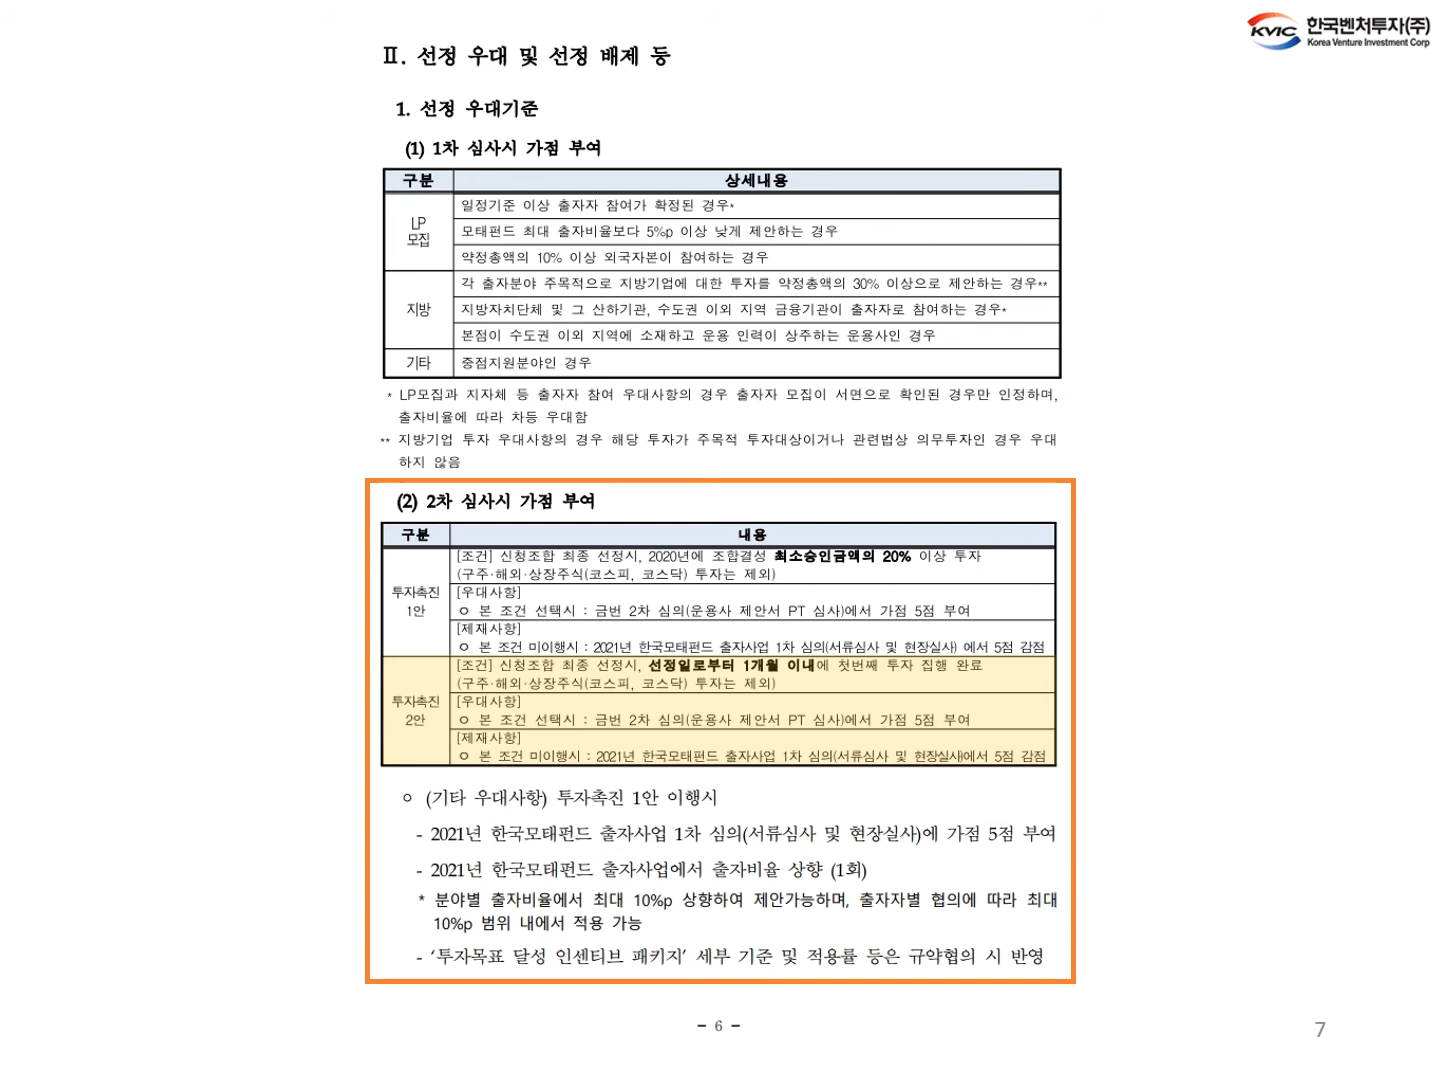 KVIC 한국벤처투자(주)
Korea Venture Investment Corp
Ⅱ. 선정 우대 및 선정 배제 등
1. 선정 우대기준
(1) 1차 심사시 가점 부여
구분 상세내용
LP 모집
일정기준 이상 출자자 참여가 확정된 경우*
모태펀드 최대 출자비율보다 5%p 이상 낮게 제안하는 경우
약정총액의 10% 이상 외국자본이 참여하는 경우
지방
각 출자분야 주목적으로 지방기업에 대한 투자를 약정총액의 30% 이상으로 제안하는 경우**
지방자치단체 및 그 산하기관, 수도권 이외 지역 금융기관이 출자자로 참여하는 경우*
본점이 수도권 이외 지역에 소재하고 운용 인력이 상주하는 운용사인 경우
기타 중점지원분야인 경우
* LP모집과 지자체 등 출자자 참여 우대사항의 경우 출자자 모집이 서면으로 확인된 경우만 인정하며,
출자비율에 따라 차등 우대함
** 지방기업 투자 우대사항의 경우 해당 투자가 주목적 투자대상이거나 관련법상 의무투자인 경우 우대
하지 않음
(2) 2차 심사시 가점 부여
구분 내용
투자촉진
1안
[조건] 신청조합 최종 선정시, 2020년에 조합결성 최소승인금액의 20% 이상 투자
(구주·해외·상장주식(코스피, 코스닥) 투자는 제외)
[우대사항]
ㅇ 본 조건 선택시 : 금번 2차 심의(운용사 제안서 PT 심사)에서 가점 5점 부여
[제재사항]
ㅇ 본 조건 미이행시 : 2021년 한국모태펀드 출자사업 1차 심의(서류심사 및 현장실사) 에서 5점 감점
투자촉진
2안
[조건] 신청조합 최종 선정시, 선정일로부터 1개월 이내에 첫번째 투자 집행 완료
(구주·해외·상장주식(코스피, 코스닥) 투자는 제외)
[우대사항]
ㅇ 본 조건 선택시 : 금번 2차 심의(운용사 제안서 PT 심사)에서 가점 5점 부여
[제재사항]
ㅇ 본 조건 미이행시 : 2021년 한국모태펀드 출자사업 1차 심의(서류심사 및 현장실사)에서 5점 감점
ㅇ (기타 우대사항) 투자촉진 1안 이행시
- 2021년 한국모태펀드 출자사업 1차 심의(서류심사 및 현장실사)에 가점 5점 부여
- 2021년 한국모태펀드 출자사업에서 출자비율 상향 (1회)
* 분야별 출자비율에서 최대 10%p 상향하여 제안가능하며, 출자자별 협의에 따라 최대
10%p 범위 내에서 적용 가능
- ‘투자목표 달성 인센티브 패키지’ 세부 기준 및 적용률 등은 규약협의 시 반영
- 6 -
7